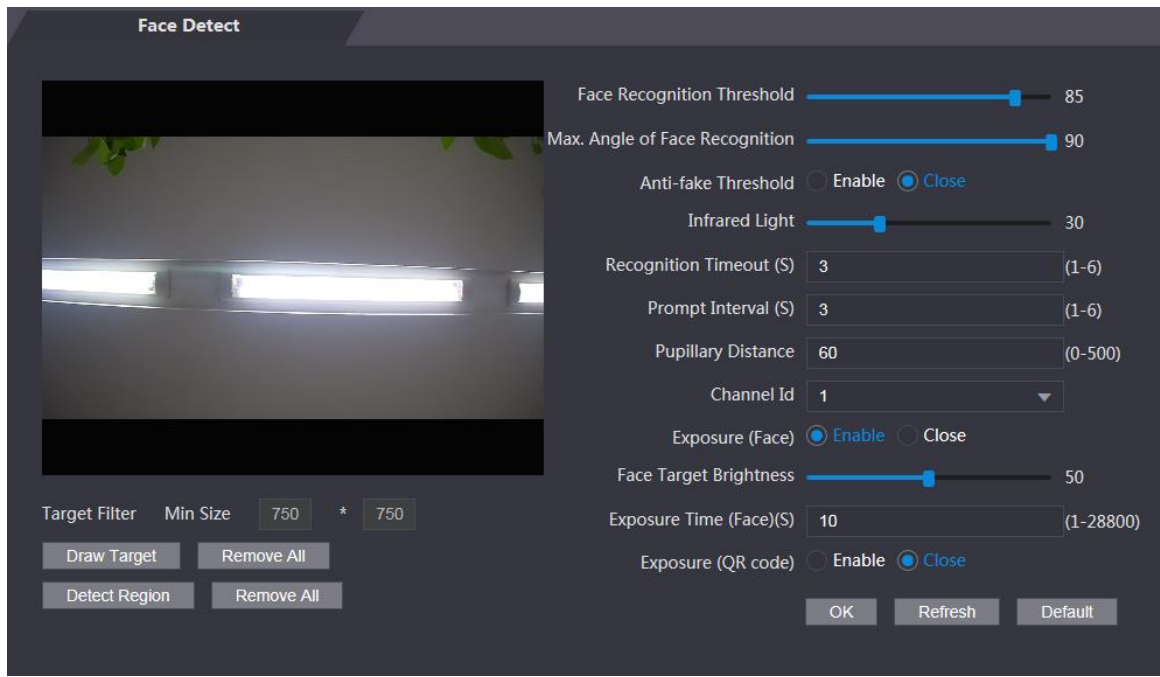 Face Detect
Face Recognition Threshold 85
Max. Angle of Face Recognition 90
Anti-fake Threshold Enable Close
Infrared Light 30
Recognition Timeout (S) 3 (1-6)
Prompt Interval (S) 3 (1-6)
Pupillary Distance 60 (0-500)
Channel Id 1
Exposure (Face) Enable Close
Face Target Brightness 50
Exposure Time (Face)(S) 10 (1-28800)
Exposure (QR code) Enable Close
OK Refresh Default
Target Filter Min Size 750 * 750
Draw Target Remove All
Detect Region Remove All